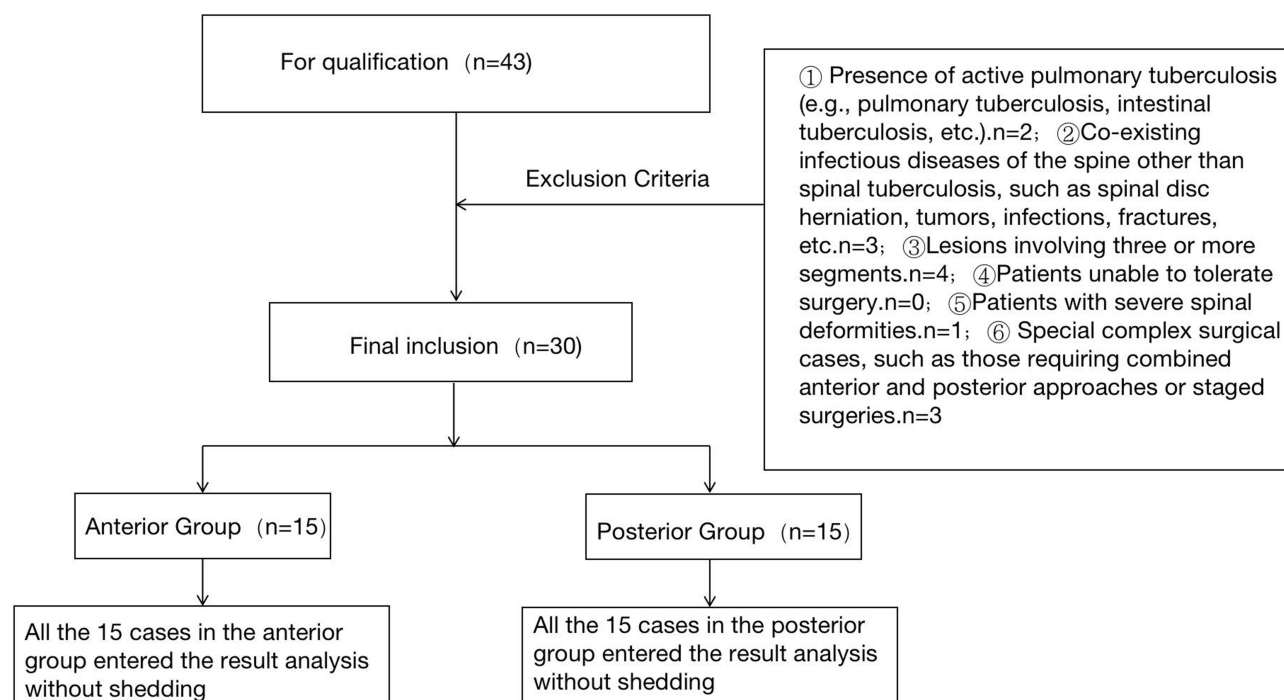 For qualification（n=43)
① Presence of active pulmonary tuberculosis
(e.g., pulmonary tuberculosis, intestinal
tuberculosis, etc.).n=2；②Co-existing
infectious diseases of the spine other than
spinal tuberculosis, such as spinal disc
herniation, tumors, infections, fractures,
etc.n=3；③Lesions involving three or more
segments.n=4；④Patients unable to tolerate
surgery.n=0；⑤Patients with severe spinal
deformities.n=1；⑥ Special complex surgical
cases, such as those requiring combined
anterior and posterior approaches or staged
surgeries.n=3
Exclusion Criteria
Final inclusion（n=30)
Anterior Group（n=15)
Posterior Group（n=15)
All the 15 cases in the anterior
group entered the result analysis
without shedding
All the 15 cases in the posterior
group entered the result analysis
without shedding